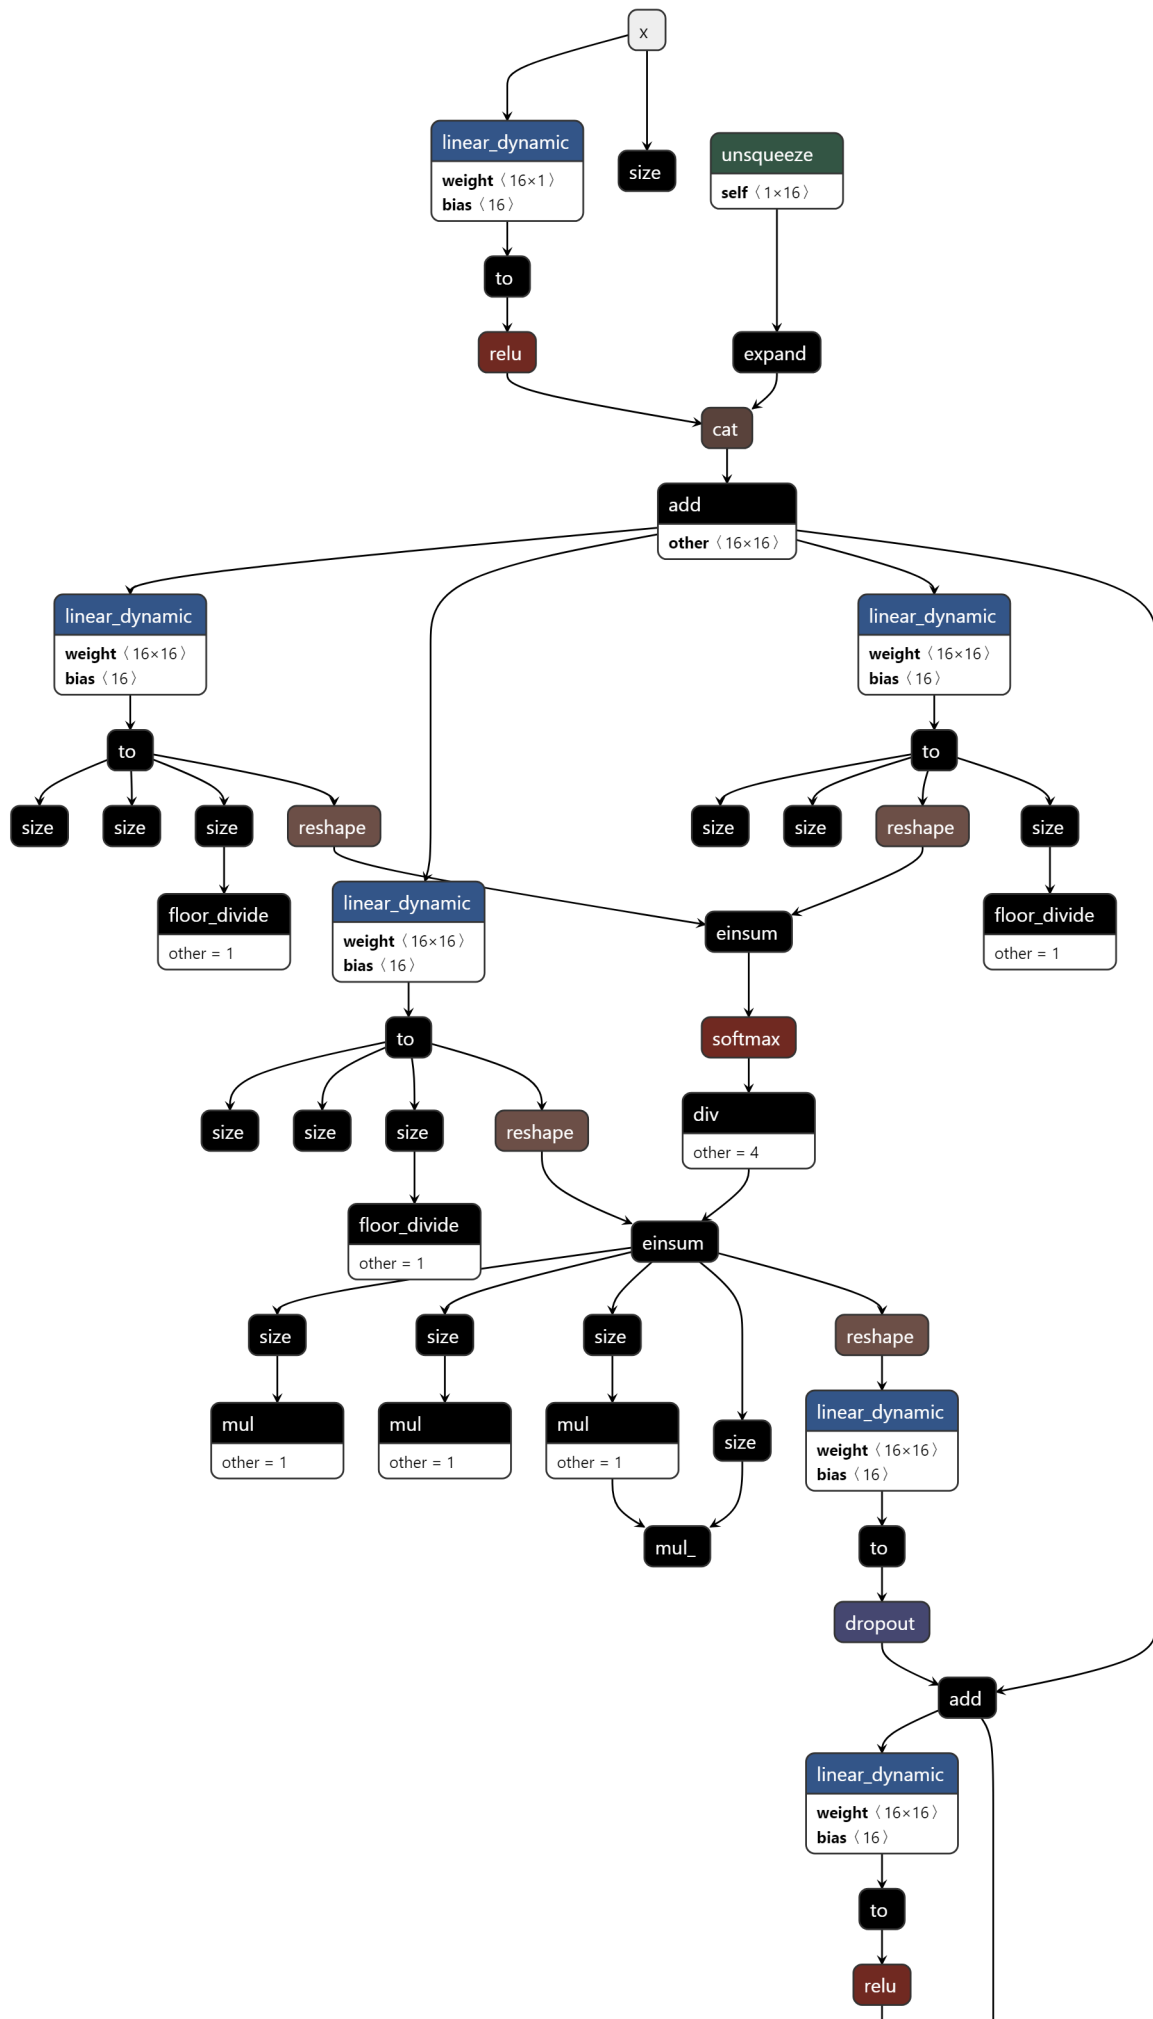 x
linear_dynamic
weight〈16×1〉
bias〈16〉
size
unsqueeze
self〈1×16〉
to
relu
expand
cat
add
other〈16×16〉
linear_dynamic
weight〈16×16〉
bias〈16〉
linear_dynamic
weight〈16×16〉
bias〈16〉
to
to
size
size
size
reshape
size
size
reshape
size
floor_divide
other = 1
linear_dynamic
weight〈16×16〉
bias〈16〉
einsum
floor_divide
other = 1
to
softmax
size
size
size
reshape
div
other = 4
floor_divide
other = 1
einsum
size
size
size
reshape
mul
other = 1
mul
other = 1
mul
other = 1
size
linear_dynamic
weight〈16×16〉
bias〈16〉
mul_
to
dropout
add
linear_dynamic
weight〈16×16〉
bias〈16〉
to
relu